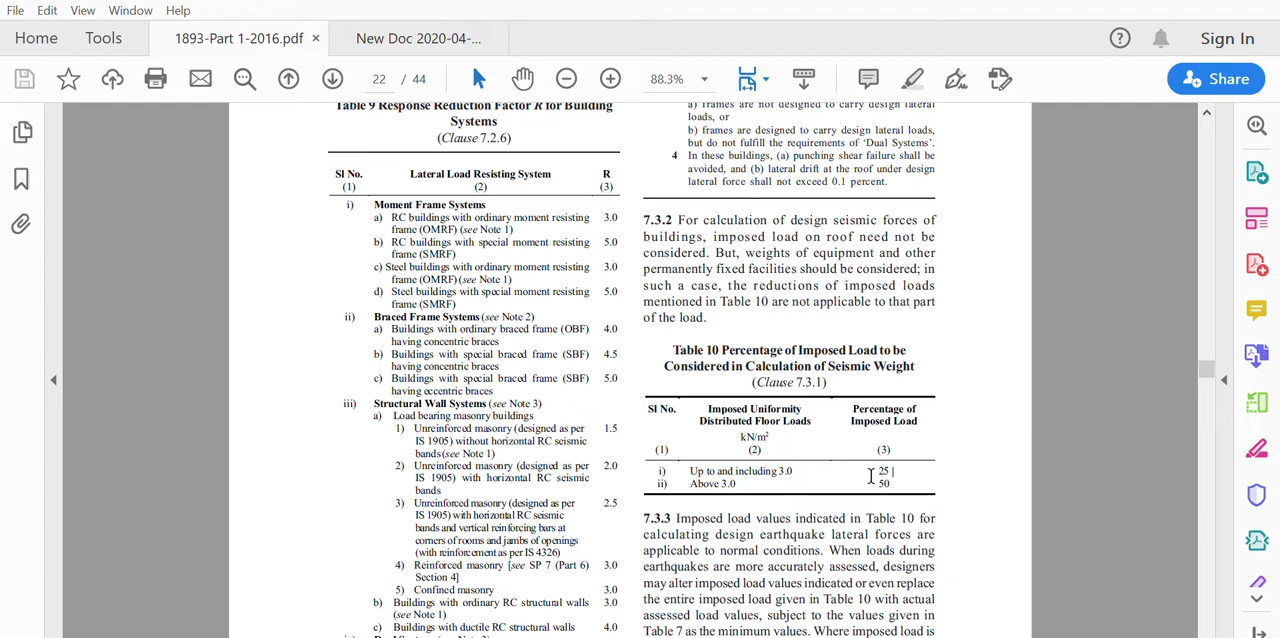 File Edit View Window Help
Home Tools 1893-Part 1-2016.pdf × New Doc 2020-04-... Sign In
22 / 44 88.3% Share
Table 9 Response Reduction Factor R for Building
Systems
(Clause 7.2.6)
Sl No. Lateral Load Resisting System R
(1) (2) (3)
i) Moment Frame Systems
a) RC buildings with ordinary moment resisting 3.0
frame (OMRF) (see Note 1)
b) RC buildings with special moment resisting 5.0
frame (SMRF)
c) Steel buildings with ordinary moment resisting 3.0
frame (OMRF) (see Note 1)
d) Steel buildings with special moment resisting 5.0
frame (SMRF)
ii) Braced Frame Systems (see Note 2)
a) Buildings with ordinary braced frame (OBF) 4.0
having concentric braces
b) Buildings with special braced frame (SBF) 4.5
having concentric braces
c) Buildings with special braced frame (SBF) 5.0
having eccentric braces
iii) Structural Wall Systems (see Note 3)
a) Load bearing masonry buildings
1) Unreinforced masonry (designed as per 1.5
IS 1905) without horizontal RC seismic
bands (see Note 1)
2) Unreinforced masonry (designed as per 2.0
IS 1905) with horizontal RC seismic
bands
3) Unreinforced masonry (designed as per 2.5
IS 1905) with horizontal RC seismic
bands and vertical reinforcing bars at
corners of rooms and jambs of openings
(with reinforcement as per IS 4326)
4) Reinforced masonry [see SP 7 (Part 6) 3.0
Section 4]
5) Confined masonry 3.0
b) Buildings with ordinary RC structural walls 3.0
(see Note 1)
c) Buildings with ductile RC structural walls 4.0
a) frames are not designed to carry design lateral
loads, or
b) frames are designed to carry design lateral loads,
but do not fulfill the requirements of 'Dual Systems'.
4 In these buildings, (a) punching shear failure shall be
avoided, and (b) lateral drift at the roof under design
lateral force shall not exceed 0.1 percent.
7.3.2 For calculation of design seismic forces of
buildings, imposed load on roof need not be
considered. But, weights of equipment and other
permanently fixed facilities should be considered; in
such a case, the reductions of imposed loads
mentioned in Table 10 are not applicable to that part
of the load.
Table 10 Percentage of Imposed Load to be
Considered in Calculation of Seismic Weight
(Clause 7.3.1)
Sl No. Imposed Uniformity Percentage of
Distributed Floor Loads Imposed Load
kN/m²
(1) (2) (3)
i) Up to and including 3.0 25
ii) Above 3.0 50
7.3.3 Imposed load values indicated in Table 10 for
calculating design earthquake lateral forces are
applicable to normal conditions. When loads during
earthquakes are more accurately assessed, designers
may alter imposed load values indicated or even replace
the entire imposed load given in Table 10 with actual
assessed load values, subject to the values given in
Table 7 as the minimum values. Where imposed load is